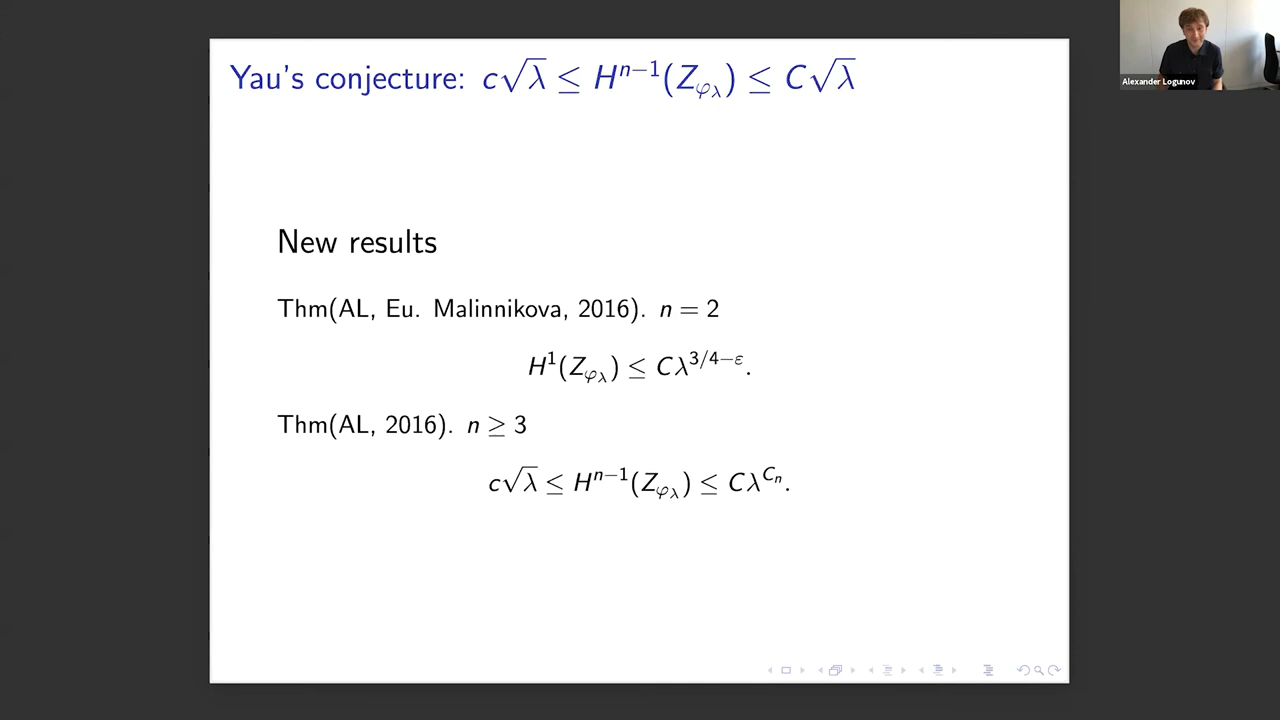 Yau's conjecture: c√λ ≤ H^{n−1}(Z_{φ_λ}) ≤ C√λ
Alexander Logunov
New results
Thm(AL, Eu. Malinnikova, 2016). n = 2
H^1(Z_{φ_λ}) ≤ Cλ^{3/4−ε}.
Thm(AL, 2016). n ≥ 3
c√λ ≤ H^{n−1}(Z_{φ_λ}) ≤ Cλ^{C_n}.